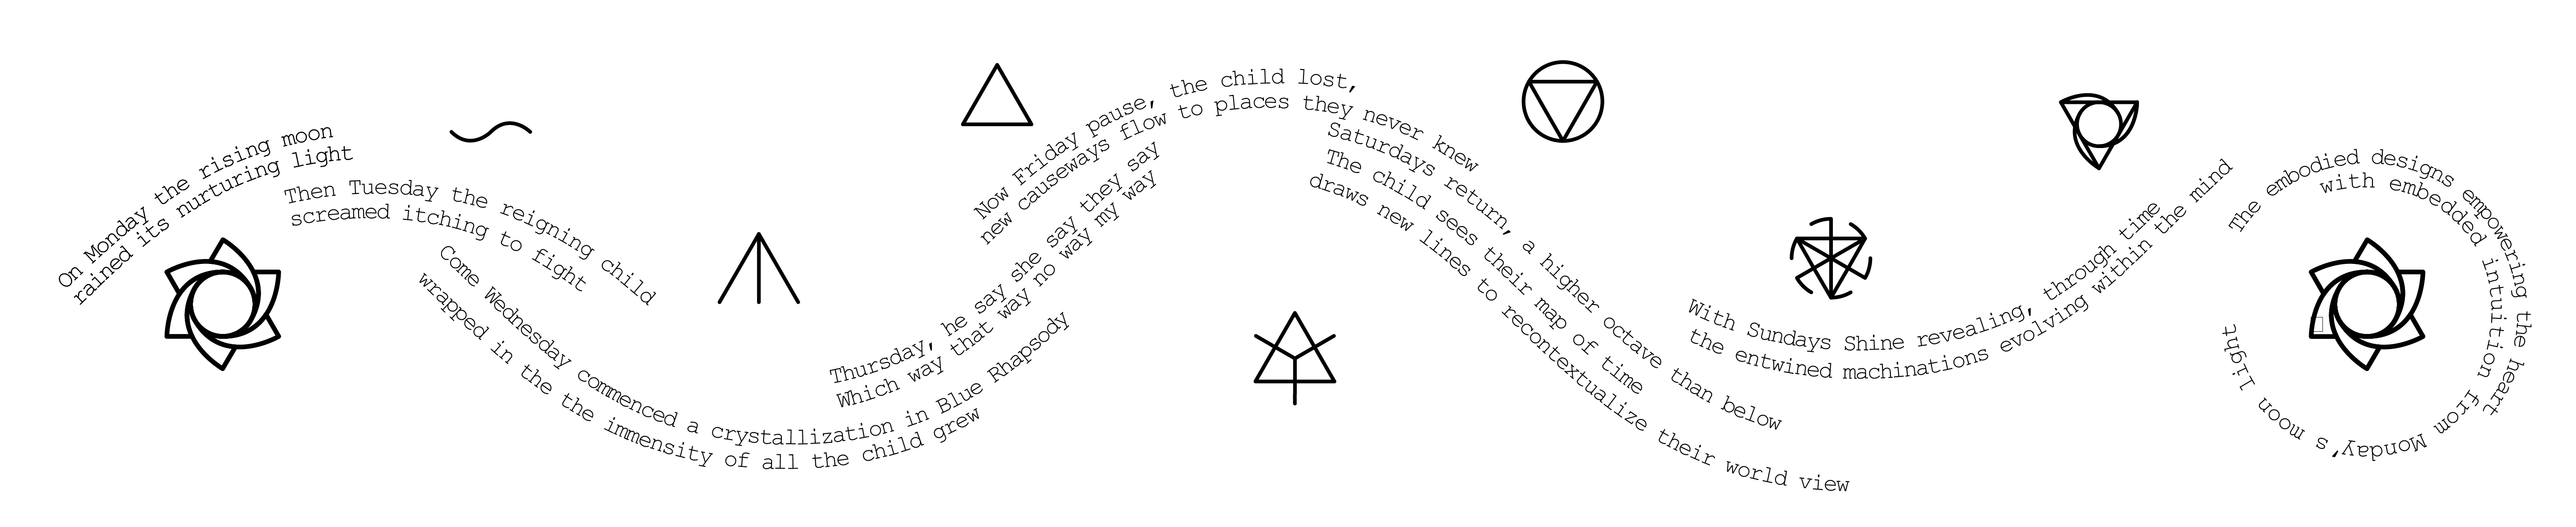 On Monday the rising moon
rained its nurturing light
Then Tuesday the reigning child
screamed itching to fight
Come Wednesday commenced a crystallization in Blue Rhapsody
wrapped in the the immensity of all the child grew
Thursday, he say she say they say
Which way that way no way my way
Now Friday pause, the child lost,
new causeways flow to places they never knew
Saturdays return, a higher octave than below
The child sees their map of time
draws new lines to recontextualize their world view
With Sundays Shine revealing, through time
the entwined machinations evolving within the mind
The embodied designs empowering the heart
with embedded intuition from Monday's moon light